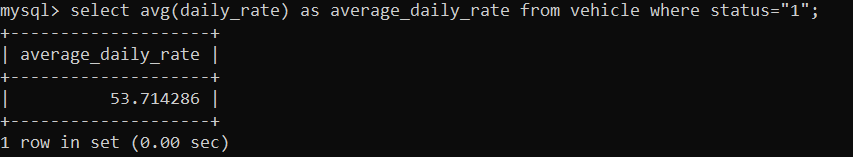 mysql> select avg(daily_rate) as average_daily_rate from vehicle where status="1";
+--------------------+
| average_daily_rate |
+--------------------+
|          53.714286 |
+--------------------+
1 row in set (0.00 sec)